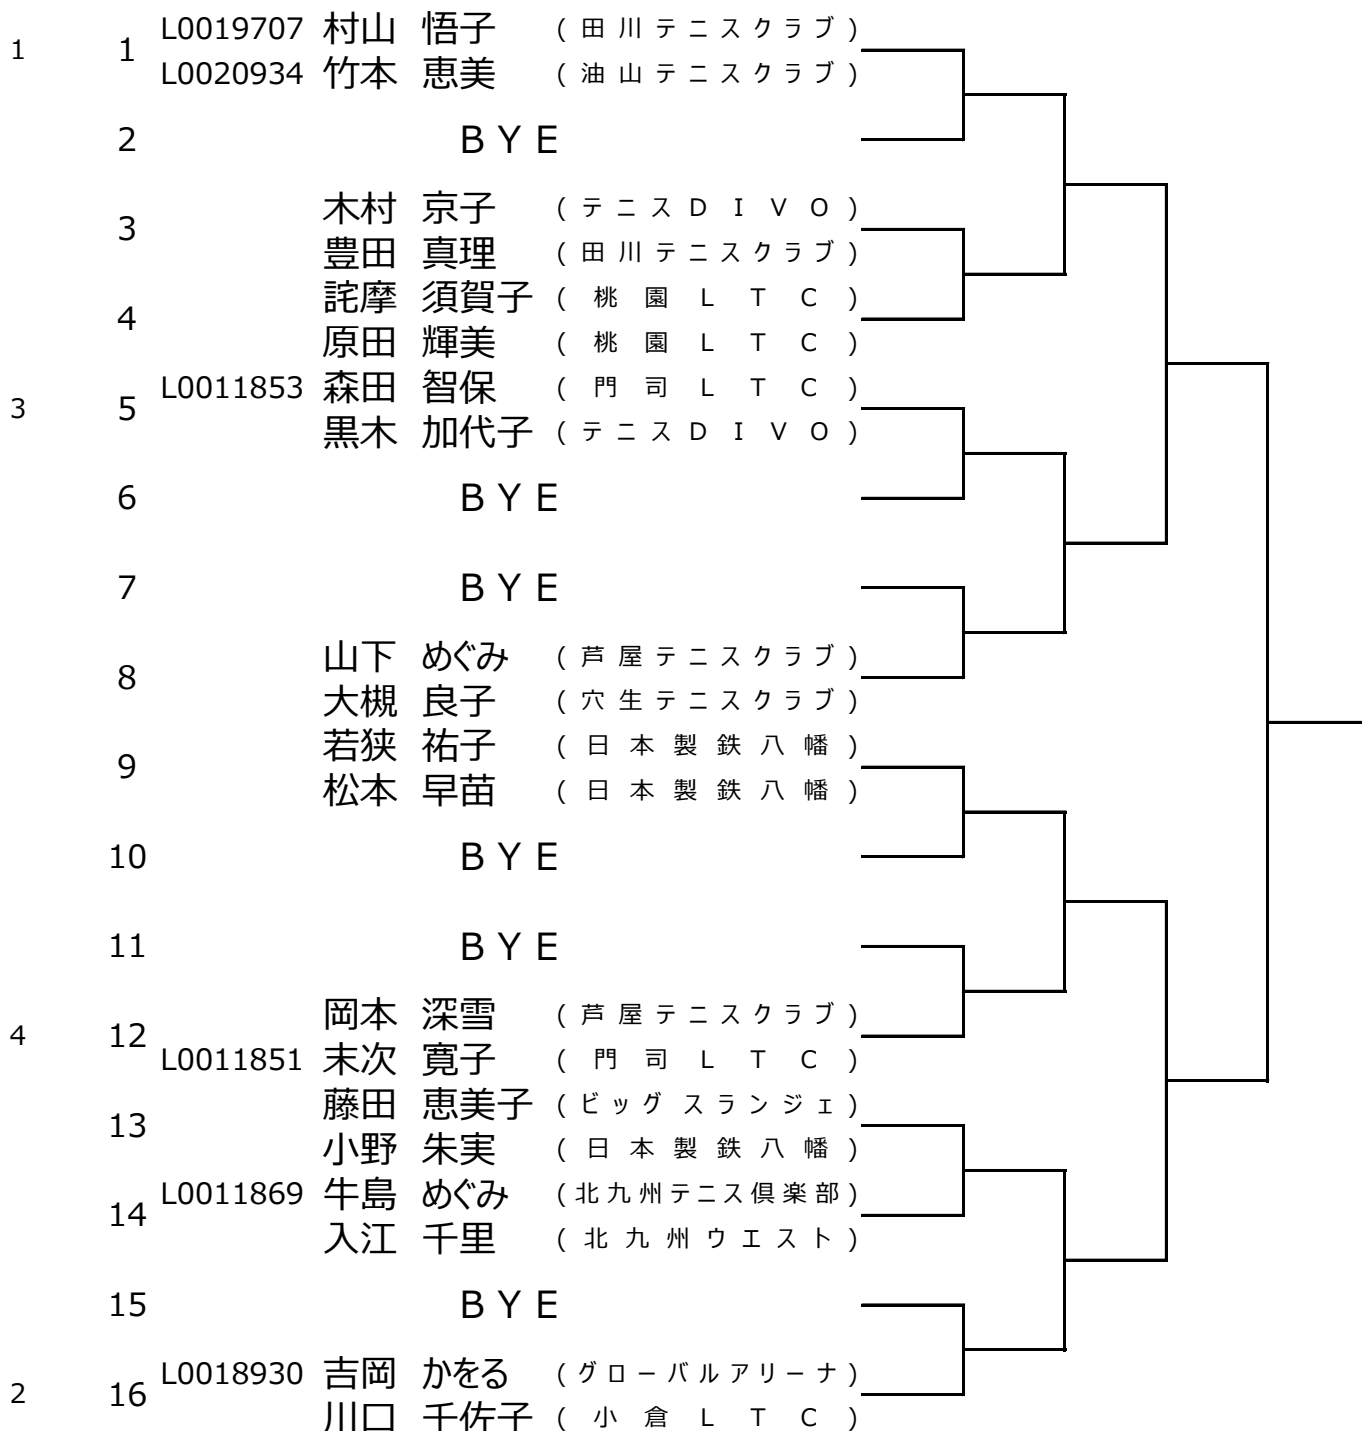 L0019707 村山 悟子 (田川テニスクラブ)
1 1
L0020934 竹本 恵美 (油山テニスクラブ)
2 BYE
木村 京子 (テニスDIVO)
3
豊田 真理 (田川テニスクラブ)
詫摩 須賀子 (桃園LTC)
4
原田 輝美 (桃園LTC)
L0011853 森田 智保 (門司LTC)
3 5
黒木 加代子 (テニスDIVO)
6 BYE
7 BYE
山下 めぐみ (芦屋テニスクラブ)
8
大槻 良子 (穴生テニスクラブ)
若狭 祐子 (日本製鉄八幡)
9
松本 早苗 (日本製鉄八幡)
10 BYE
11 BYE
岡本 深雪 (芦屋テニスクラブ)
4 12
L0011851 末次 寛子 (門司LTC)
藤田 恵美子 (ビッグスランジェ)
13
小野 朱実 (日本製鉄八幡)
L0011869 牛島 めぐみ (北九州テニス倶楽部)
14
入江 千里 (北九州ウエスト)
15 BYE
L0018930 吉岡 かをる (グローバルアリーナ)
2 16
川口 千佐子 (小倉LTC)